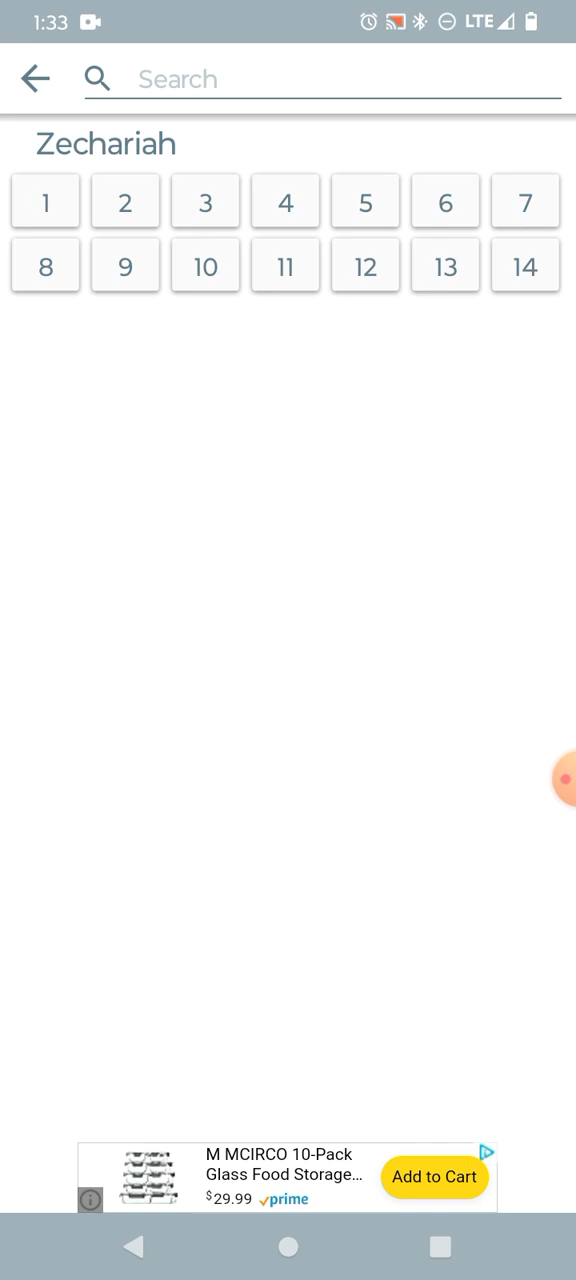 1:33 LTE
Search
Zechariah
1 2 3 4 5 6 7
8 9 10 11 12 13 14
M MCIRCO 10-Pack
Glass Food Storage...
$29.99 prime
Add to Cart